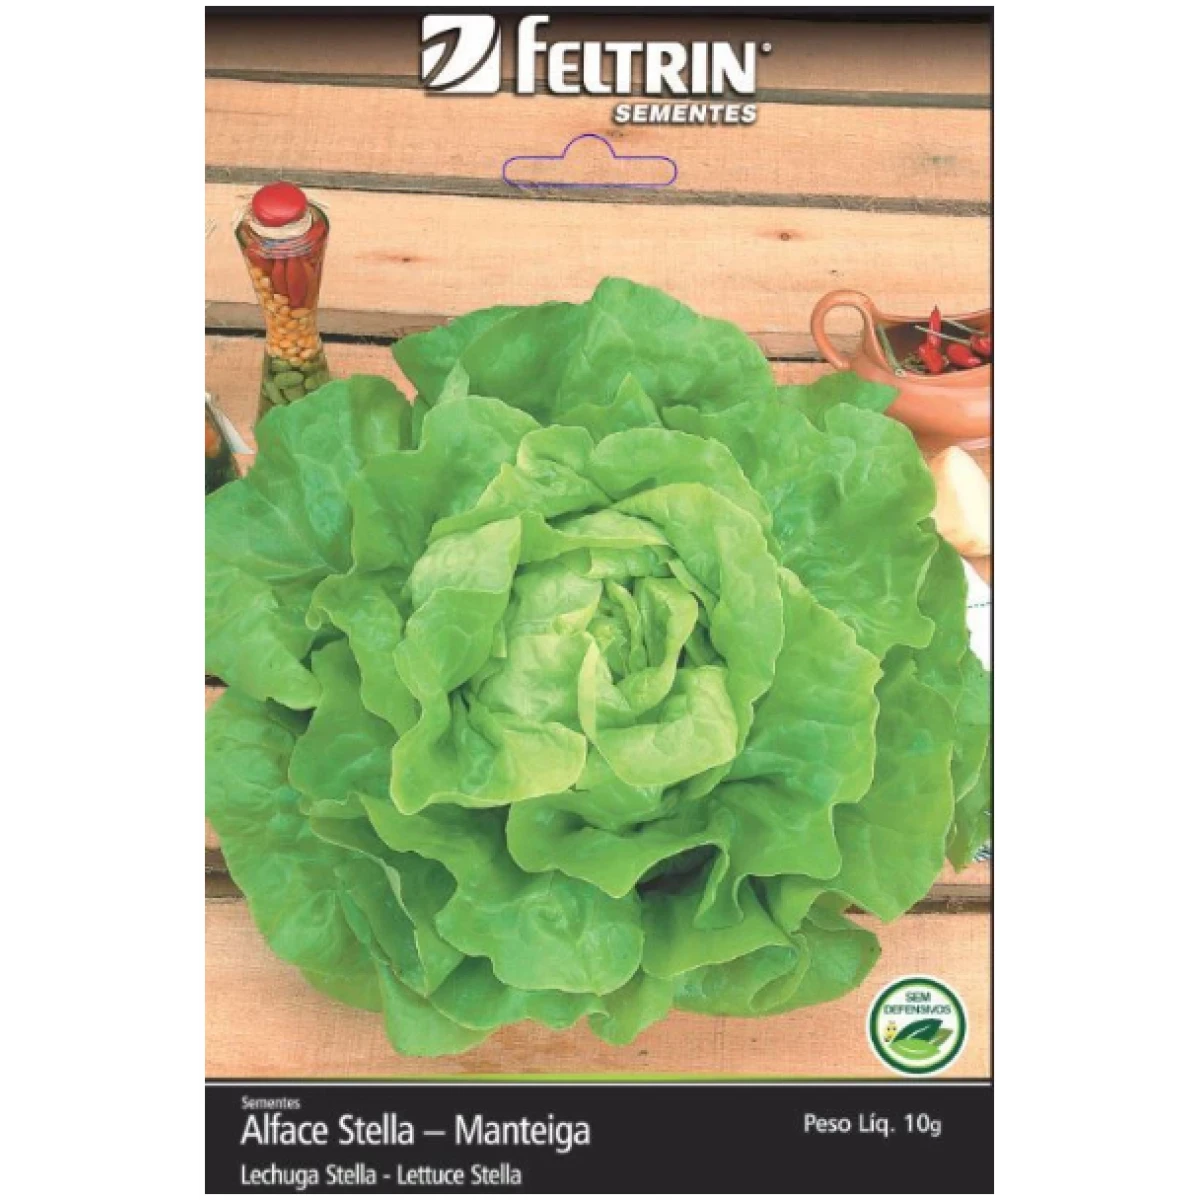 FELTRIN
SEMENTES
SEM
DEFENSIVOS
Sementes
Alface Stella – Manteiga
Peso Líq. 10g
Lechuga Stella - Lettuce Stella